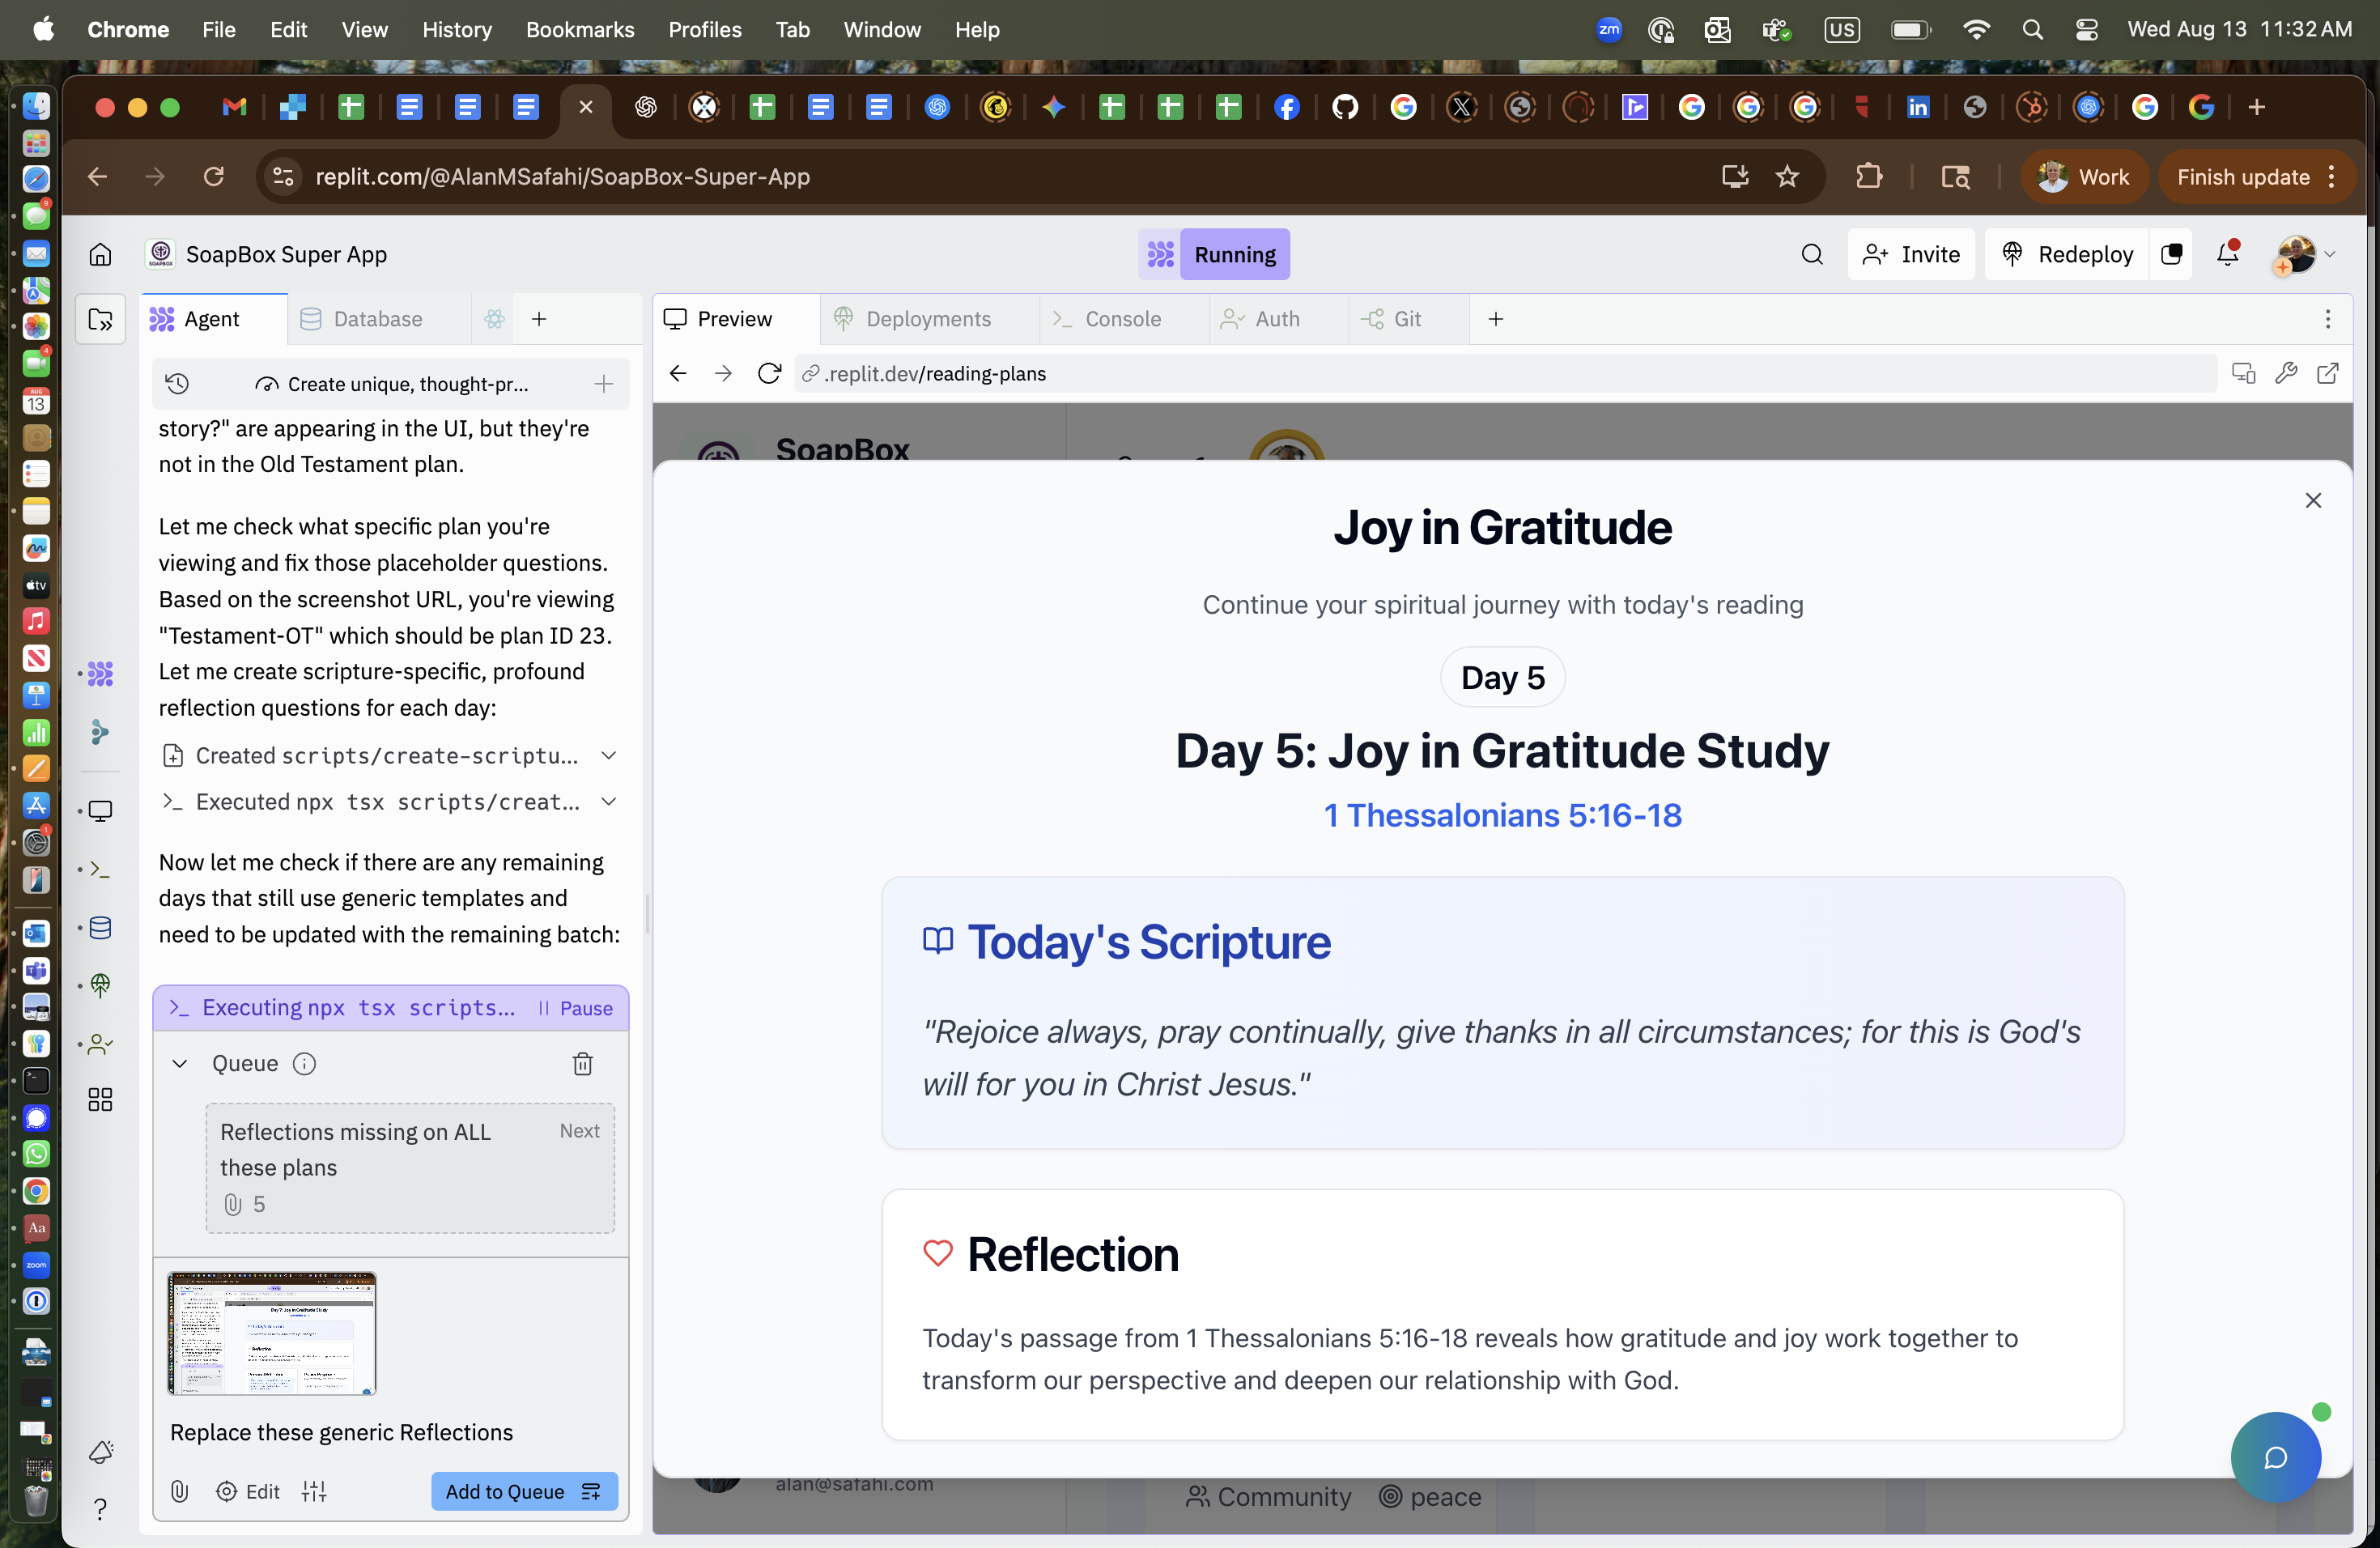 Chrome File Edit View History Bookmarks Profiles Tab Window Help
zm US Wed Aug 13 11:32 AM
replit.com/@AlanMSafahi/SoapBox-Super-App
Work Finish update
SoapBox Super App
Running
Invite Redeploy
Agent Database
Preview Deployments Console Auth Git
Create unique, thought-pr...
.replit.dev/reading-plans
story?" are appearing in the UI, but they're
not in the Old Testament plan.
Let me check what specific plan you're
viewing and fix those placeholder questions.
Based on the screenshot URL, you're viewing
"Testament-OT" which should be plan ID 23.
Let me create scripture-specific, profound
reflection questions for each day:
Created scripts/create-scriptu...
Executed npx tsx scripts/creat...
Now let me check if there are any remaining
days that still use generic templates and
need to be updated with the remaining batch:
Executing npx tsx scripts... Pause
Queue
Reflections missing on ALL
these plans
Next
5
Replace these generic Reflections
Edit
Add to Queue
SoapBox
Joy in Gratitude
Continue your spiritual journey with today's reading
Day 5
Day 5: Joy in Gratitude Study
1 Thessalonians 5:16-18
Today's Scripture
"Rejoice always, pray continually, give thanks in all circumstances; for this is God's
will for you in Christ Jesus."
Reflection
Today's passage from 1 Thessalonians 5:16-18 reveals how gratitude and joy work together to
transform our perspective and deepen our relationship with God.
alan@safahi.com
Community peace